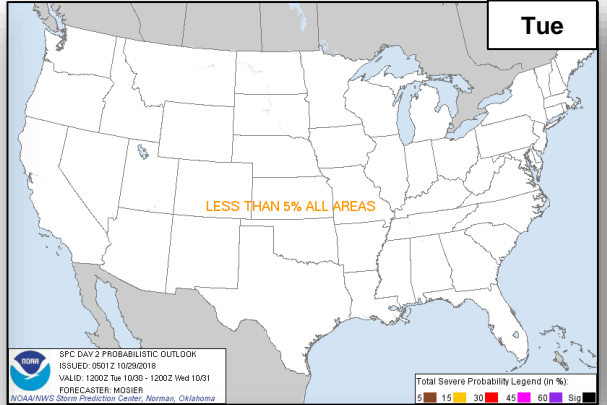 Tue
LESS THAN 5% ALL AREAS
NOAA
SPC DAY 2 PROBABILISTIC OUTLOOK
ISSUED: 0501Z 10/29/2018
VALID: 1200Z Tue 10/30 - 1200Z Wed 10/31
FORECASTER: MOSIER
NOAA/NWS Storm Prediction Center, Norman, Oklahoma
Total Severe Probability Legend (in %):
5 15 30 45 60 Sig